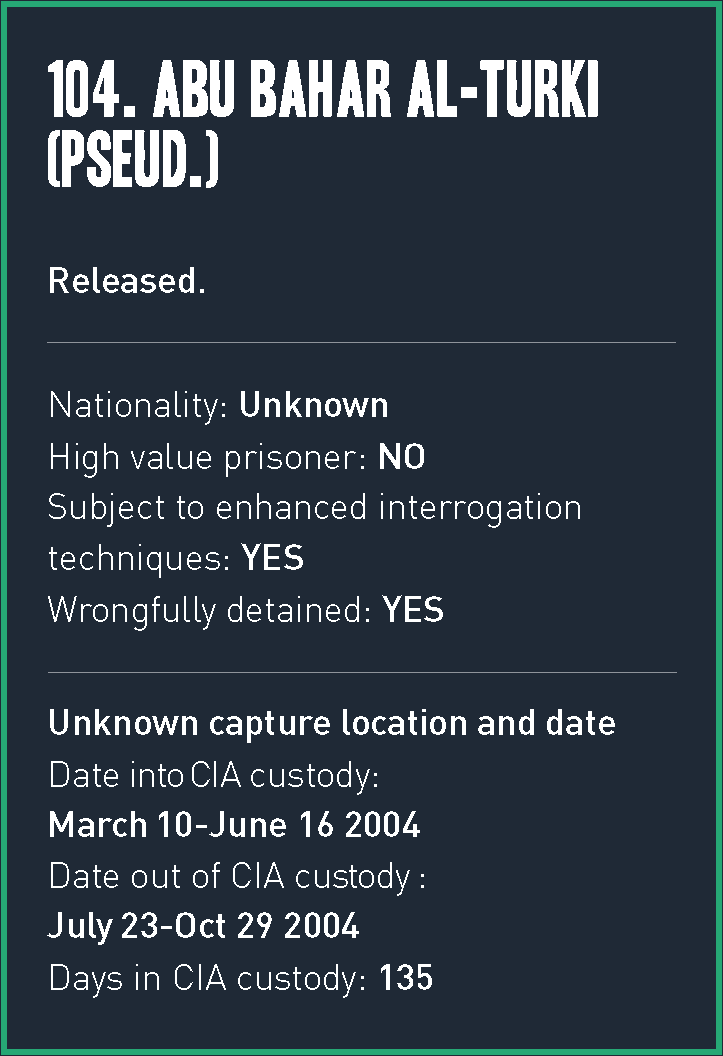 104. ABU BAHAR AL-TURKI
(PSEUD.)
Released.
Nationality: Unknown
High value prisoner: NO
Subject to enhanced interrogation
techniques: YES
Wrongfully detained: YES
Unknown capture location and date
Date into CIA custody:
March 10-June 16 2004
Date out of CIA custody :
July 23-Oct 29 2004
Days in CIA custody: 135